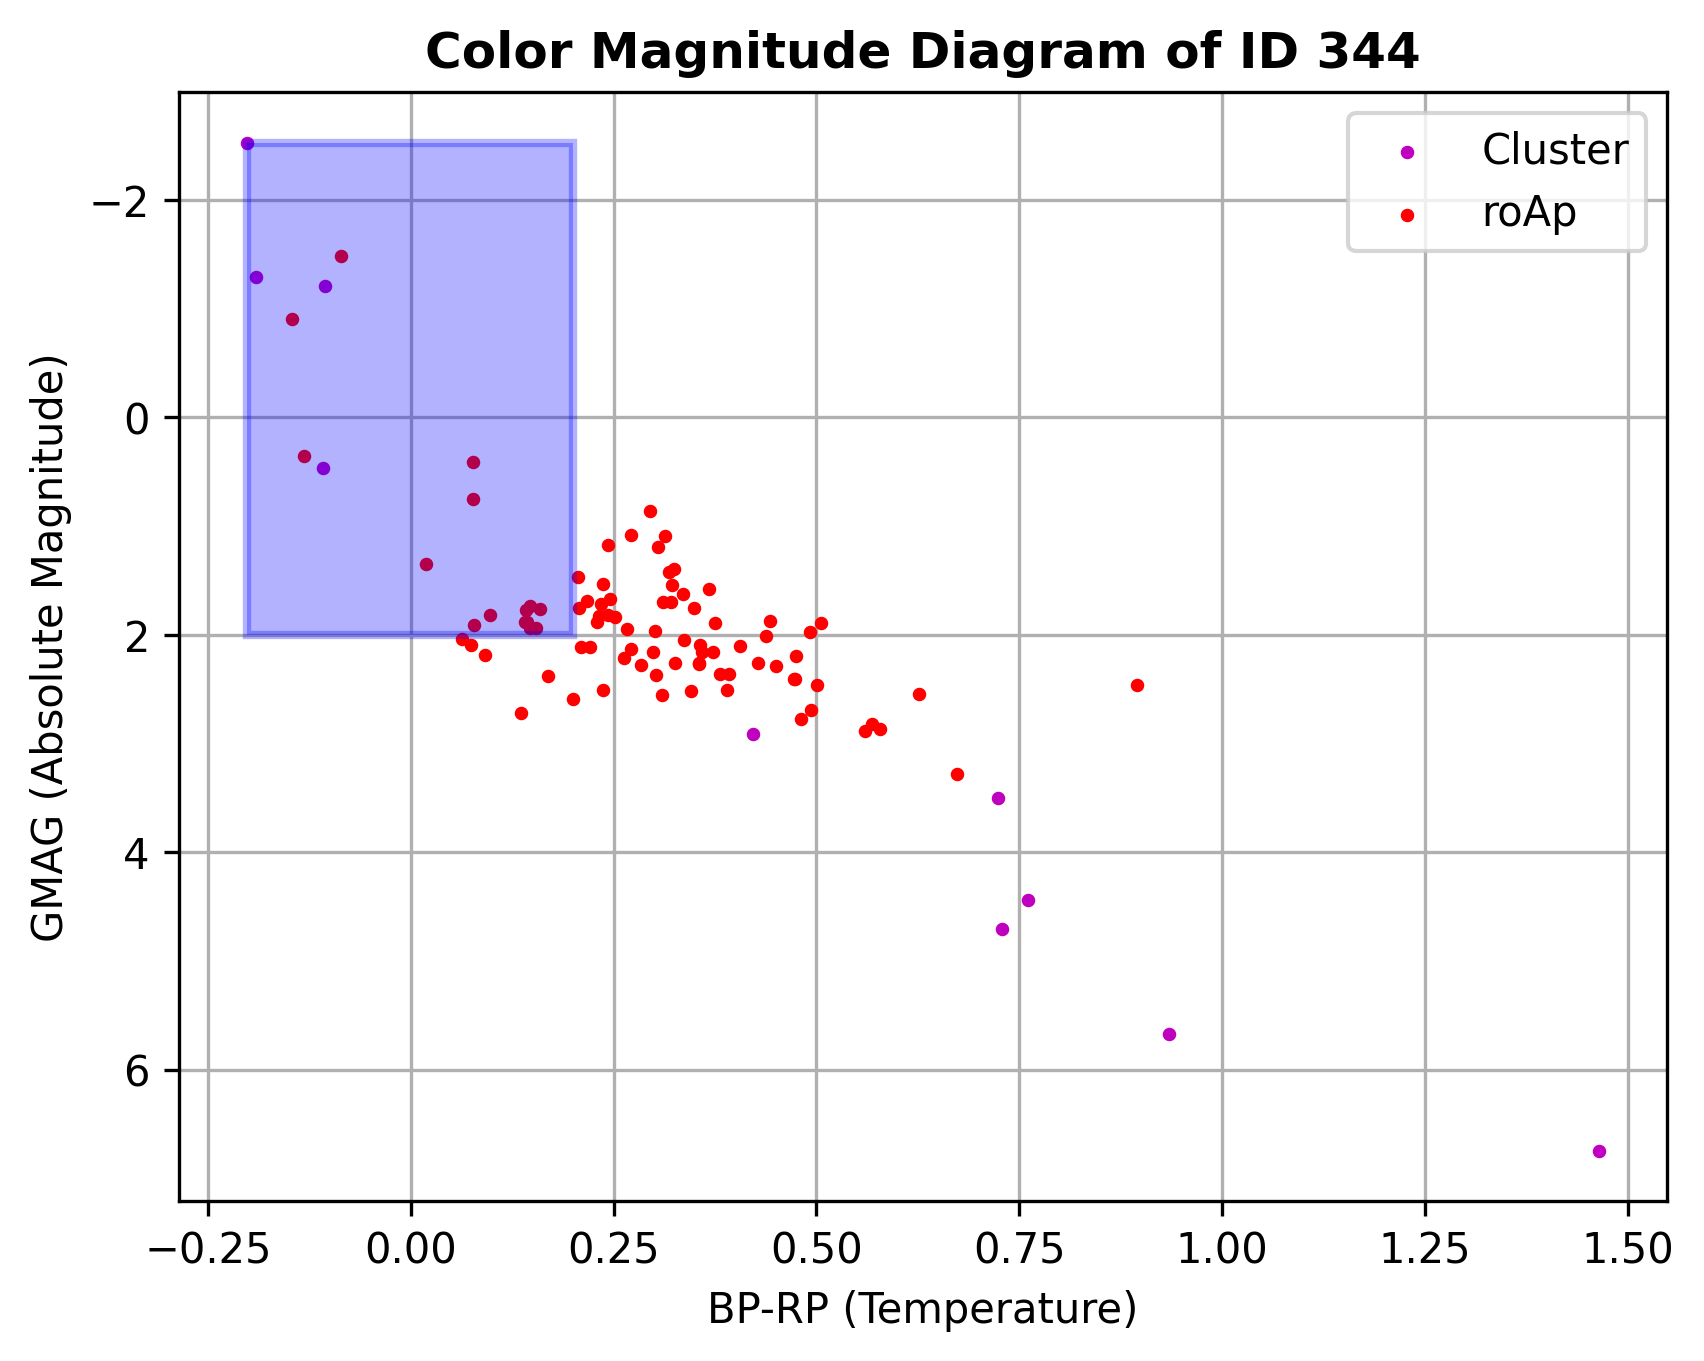 Color Magnitude Diagram of ID 344
Cluster
roAp
GMAG (Absolute Magnitude)
−2
0
2
4
6
−0.25 0.00 0.25 0.50 0.75 1.00 1.25 1.50
BP-RP (Temperature)